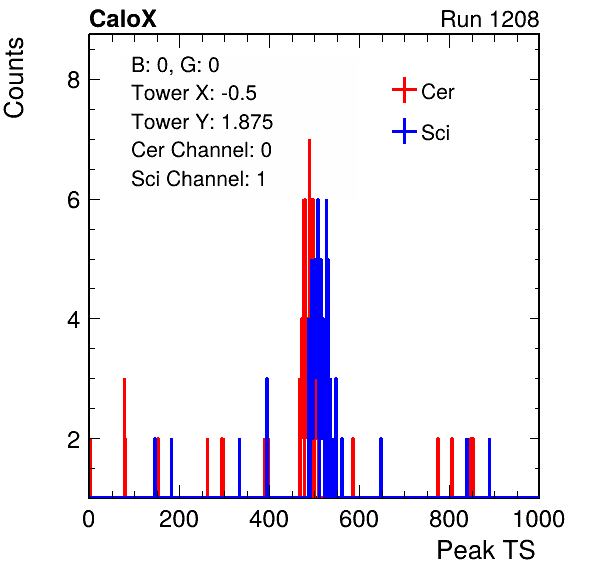 CaloX
Run 1208
Counts
B: 0, G: 0
Tower X: -0.5
Tower Y: 1.875
Cer Channel: 0
Sci Channel: 1
Cer
Sci
8
6
4
2
0
200
400
600
800
1000
Peak TS